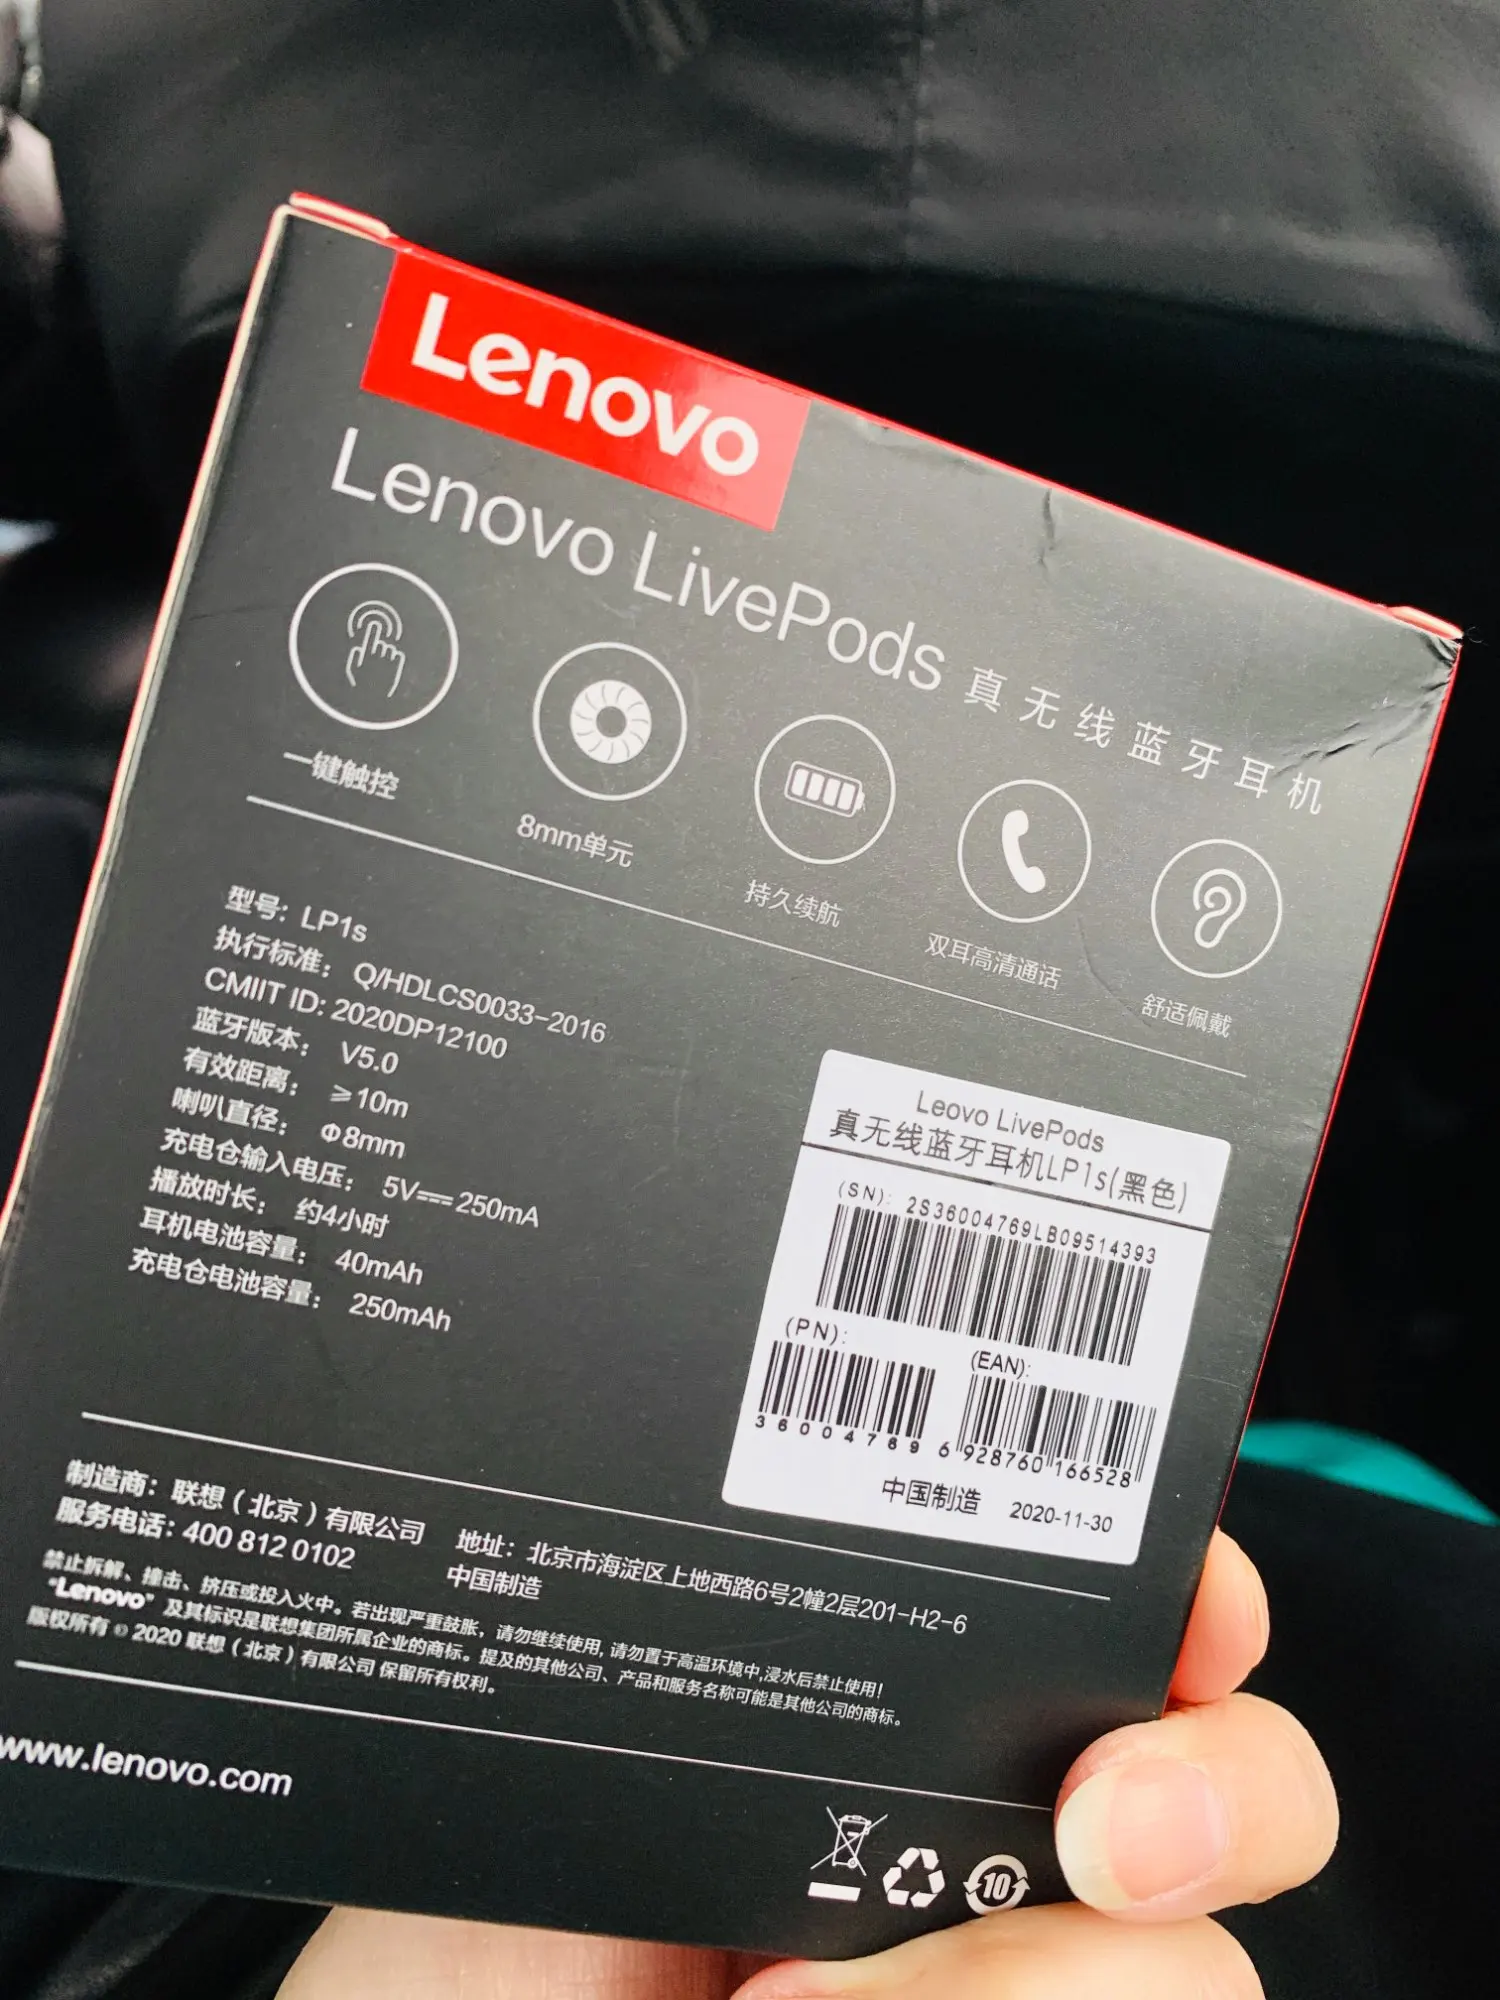 Lenovo
Lenovo LivePods 真无线蓝牙耳机
一键触控
8mm单元
持久续航
双耳高清通话
舒适佩戴
型号: LP1s
执行标准: Q/HDLCS0033-2016
CMIIT ID: 2020DP12100
蓝牙版本: V5.0
有效距离: ≥10m
喇叭直径: Φ8mm
充电仓输入电压: 5V⎓250mA
播放时长: 约4小时
耳机电池容量: 40mAh
充电仓电池容量: 250mAh
Leovo LivePods
真无线蓝牙耳机LP1s(黑色)
(SN): 2S36004769LB09514393
(PN):
36004769
(EAN):
6928760166528
中国制造 2020-11-30
制造商: 联想（北京）有限公司
服务电话: 400 812 0102
地址: 北京市海淀区上地西路6号2幢2层201-H2-6
中国制造
禁止拆解、撞击、挤压或投入火中。若出现严重鼓胀，请勿继续使用, 请勿置于高温环境中,浸水后禁止使用!
"Lenovo" 及其标识是联想集团所属企业的商标。提及的其他公司、产品和服务名称可能是其他公司的商标。
版权所有 © 2020 联想（北京）有限公司 保留所有权利。
www.lenovo.com
10